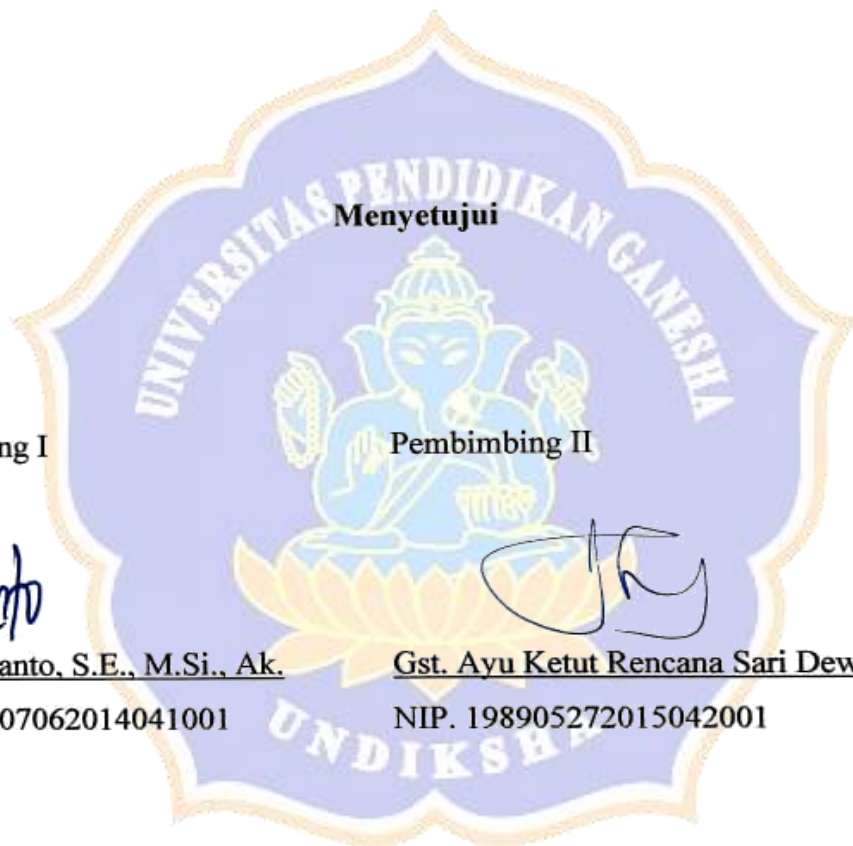 UNIVERSITAS PENDIDIKAN GANESHA
Menyetujui
ng I
Pembimbing II
anto, S.E., M.Si., Ak.
Gst. Ayu Ketut Rencana Sari Dew
07062014041001
NIP. 198905272015042001
UNDIKSHA